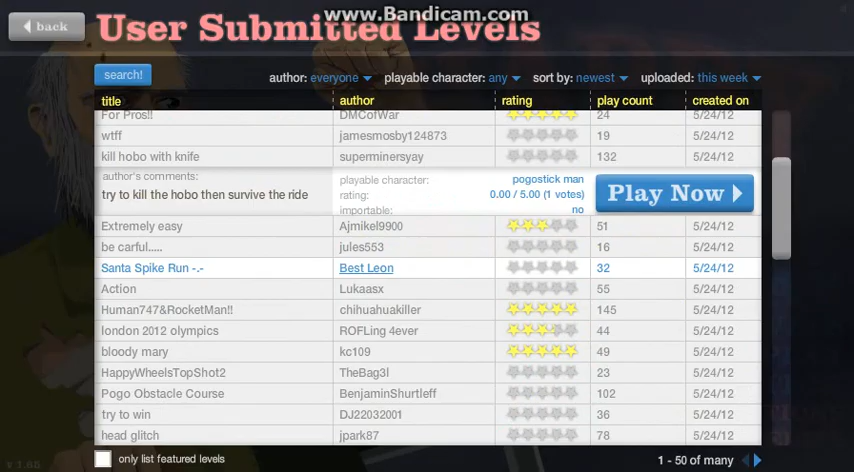 www.Bandicam.com
back
User Submitted Levels
search!
author: everyone playable character: any sort by: newest uploaded: this week
title author rating play count created on
For Pros!! DMCofWar 24 5/24/12
wtff jamesmosby124873 19 5/24/12
kill hobo with knife superminersyay 132 5/24/12
author's comments:
try to kill the hobo then survive the ride
playable character: pogostick man
rating: 0.00 / 5.00 (1 votes)
importable: no
Play Now
Extremely easy Ajmikel9900 51 5/24/12
be carful..... jules553 16 5/24/12
Santa Spike Run -.- Best Leon 32 5/24/12
Action Lukaasx 55 5/24/12
Human747&RocketMan!! chihuahuakiller 145 5/24/12
london 2012 olympics ROFLing 4ever 44 5/24/12
bloody mary kc109 49 5/24/12
HappyWheelsTopShot2 TheBag3l 23 5/24/12
Pogo Obstacle Course BenjaminShurtleff 102 5/24/12
try to win DJ22032001 36 5/24/12
head glitch jpark87 78 5/24/12
only list featured levels
1 - 50 of many
v 1.65